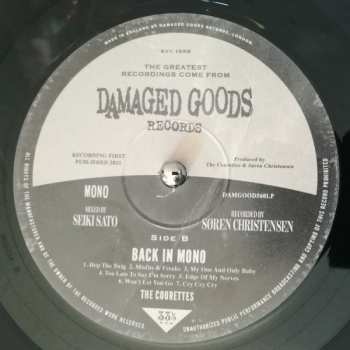 MADE IN ENGLAND BY DAMAGED GOODS RECORDS, LONDON.
EST. 1988
THE GREATEST
RECORDINGS COME FROM
DAMAGED GOODS
RECORDS
RECORDING FIRST
PUBLISHED 2021
Produced by
The Courettes & Søren Christensen
MONO
DAMGOOD560LP
MIXED BY
SEIKI SATO
RECORDED BY
SØREN CHRISTENSEN
SIDE B
BACK IN MONO
1. Hop The Twig 2. Misfits & Freaks 3. My One And Only Baby
4. Too Late To Say I'm Sorry 5. Edge Of My Nerves
6. Won't Let You Go 7. Cry Cry Cry
THE COURETTES
33⅓
RPM
ALL RIGHTS OF THE MANUFACTURER AND OF THE OWNER OF THE RECORDED WORK RESERVED.
UNAUTHORIZED PUBLIC PERFORMANCE BROADCASTING AND COPYING OF THIS RECORD PROHIBITED